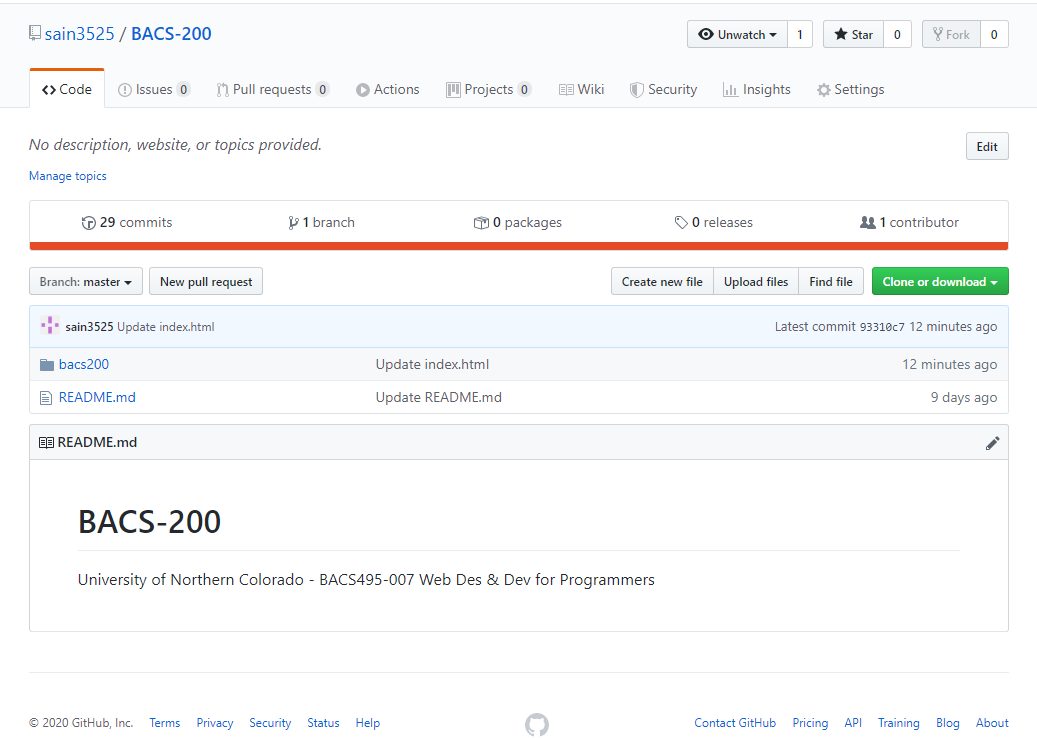 sain3525 / BACS-200
Unwatch 1 Star 0 Fork 0
Code Issues 0 Pull requests 0 Actions Projects 0 Wiki Security Insights Settings
No description, website, or topics provided. Edit
Manage topics
29 commits 1 branch 0 packages 0 releases 1 contributor
Branch: master New pull request Create new file Upload files Find file Clone or download
sain3525 Update index.html Latest commit 93310c7 12 minutes ago
bacs200 Update index.html 12 minutes ago
README.md Update README.md 9 days ago
README.md
BACS-200
University of Northern Colorado - BACS495-007 Web Des & Dev for Programmers
© 2020 GitHub, Inc. Terms Privacy Security Status Help Contact GitHub Pricing API Training Blog About